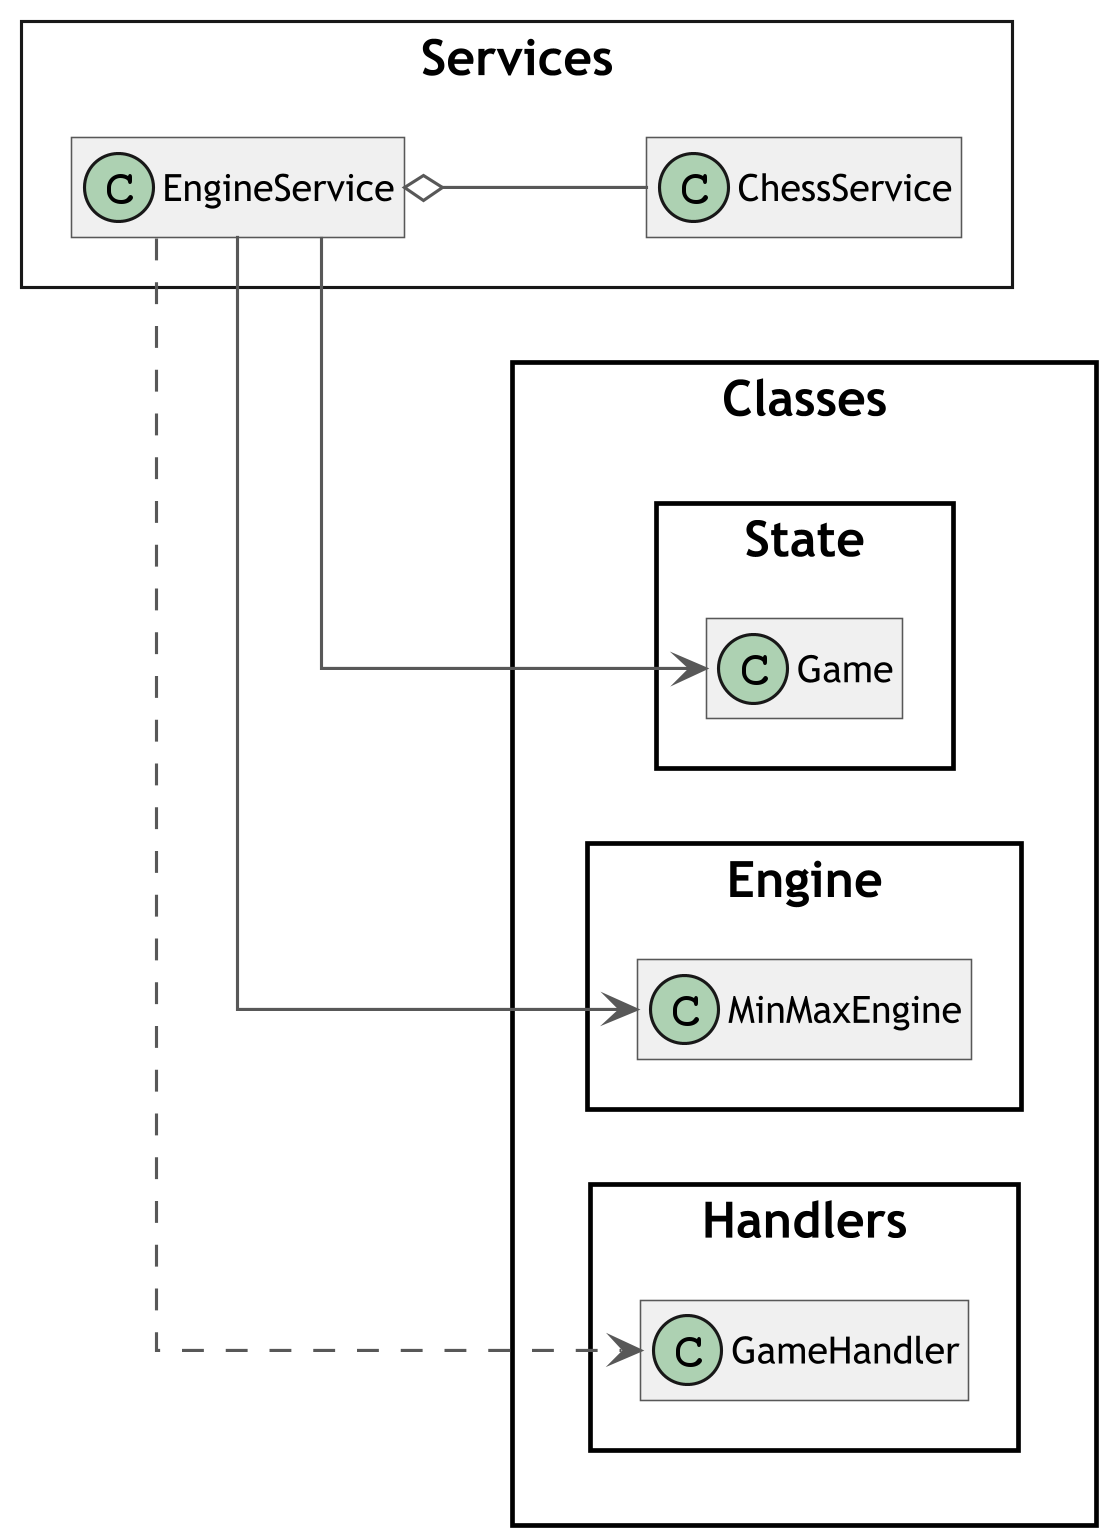 Services
C EngineService
C ChessService
Classes
State
C Game
Engine
C MinMaxEngine
Handlers
C GameHandler